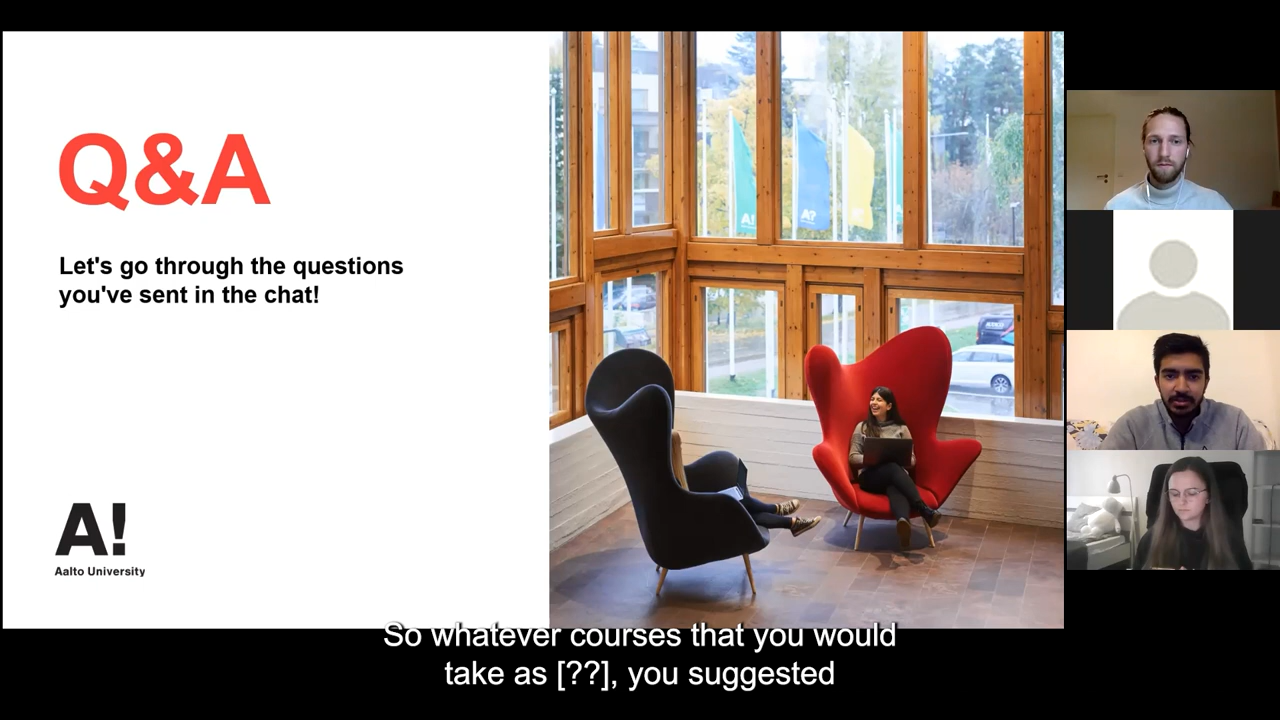 Q&A
Let's go through the questions
you've sent in the chat!
A!
Aalto University
A!
A?
So whatever courses that you would
take as [??], you suggested